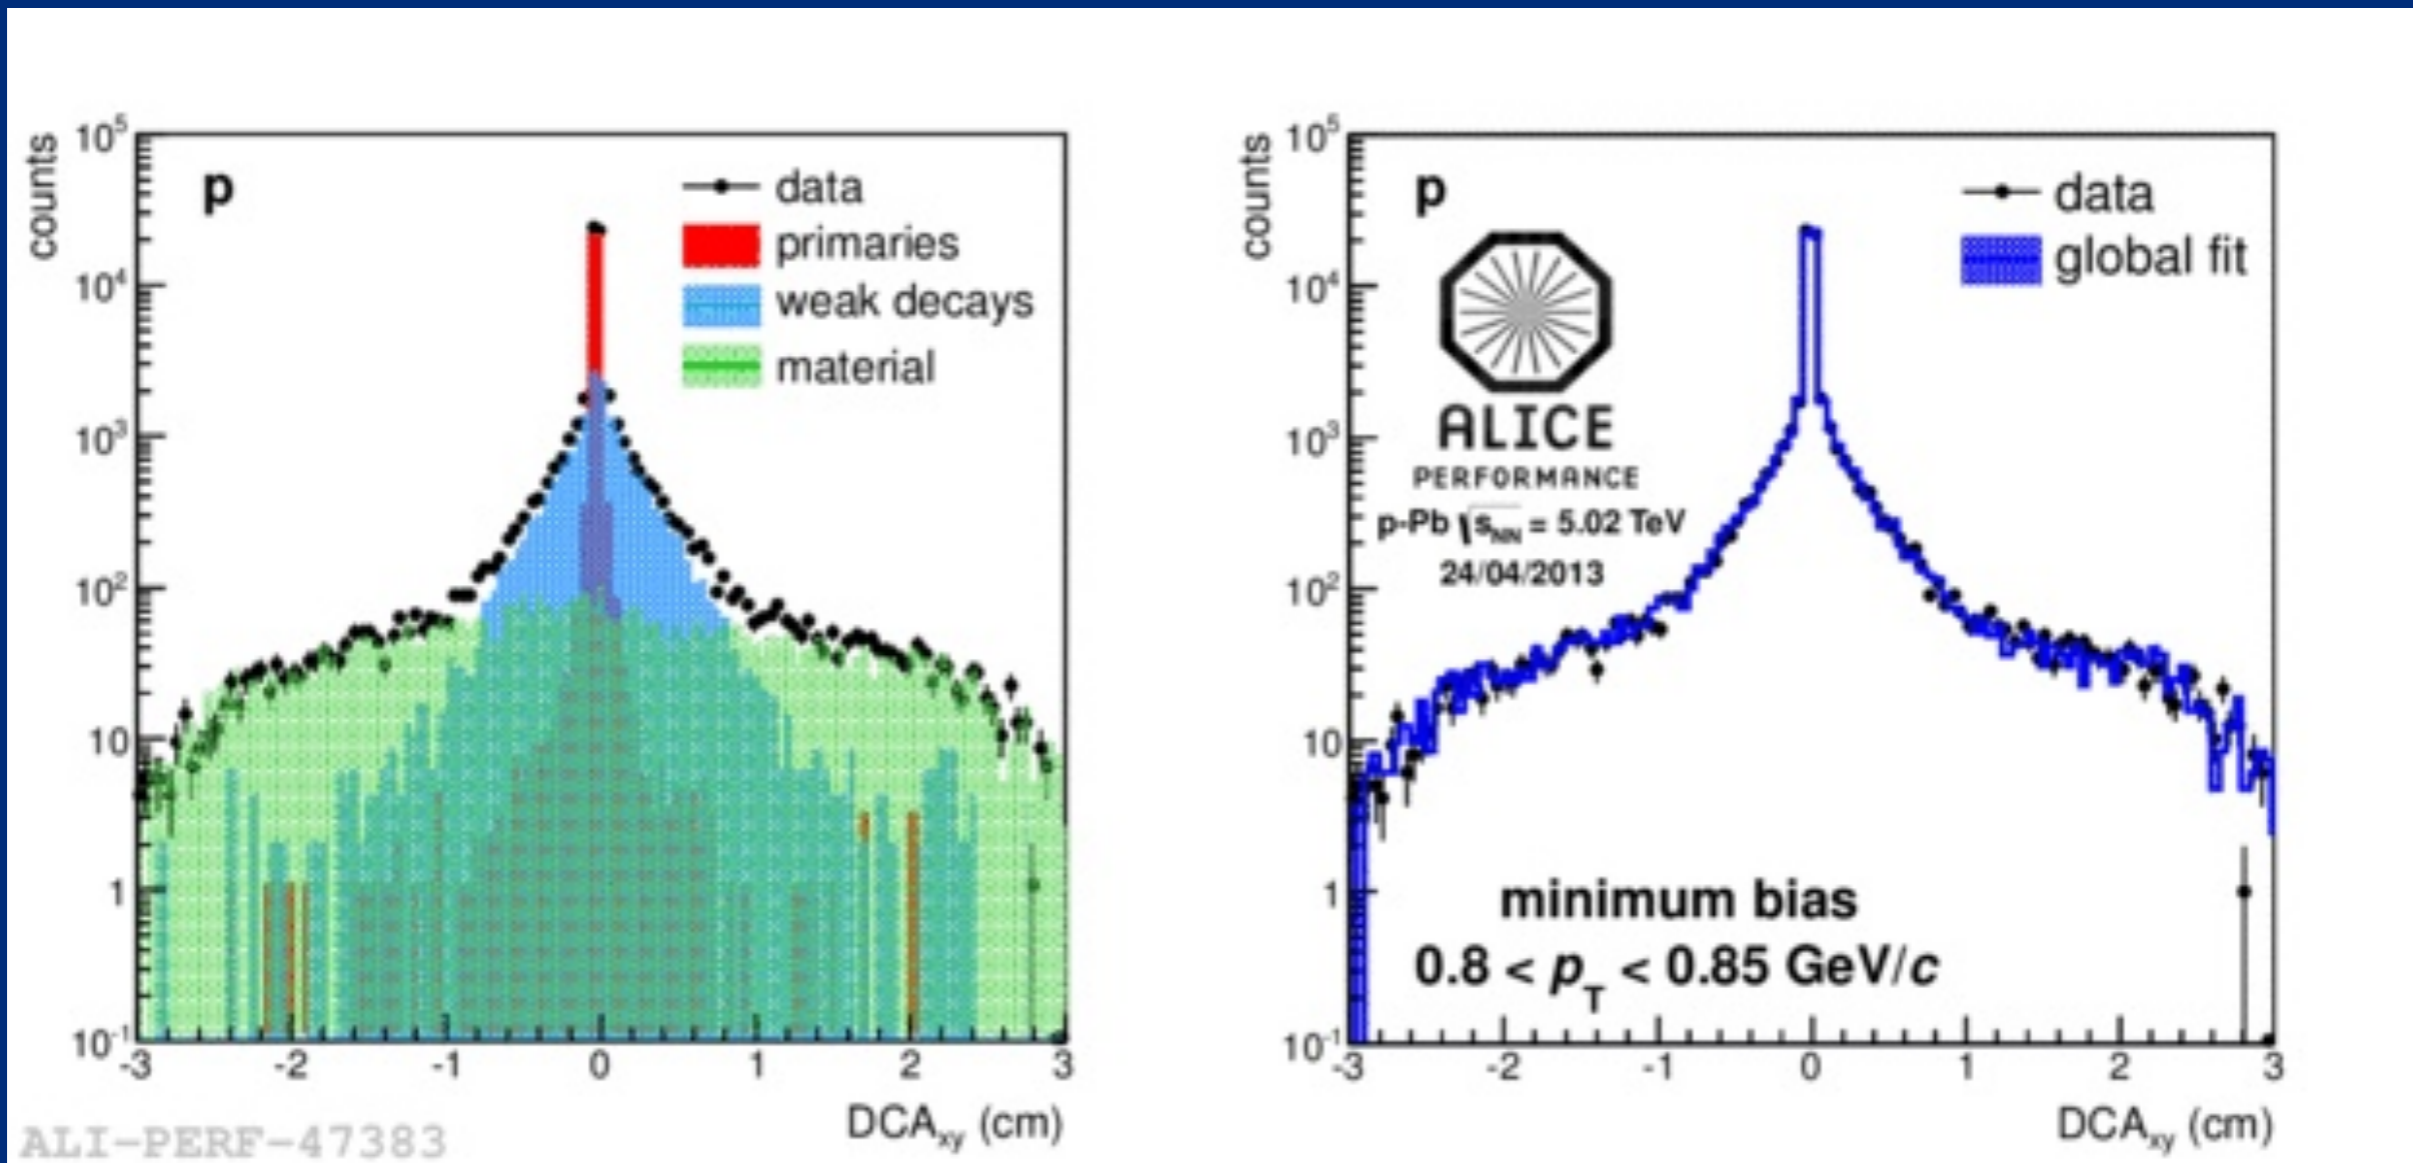 counts
10⁵
10⁴
10³
10²
10
1
10⁻¹
p
data
primaries
weak decays
material
-3 -2 -1 0 1 2 3
DCAxy (cm)
ALI-PERF-47383
counts
10⁵
10⁴
10³
10²
10
1
10⁻¹
p
data
global fit
ALICE
PERFORMANCE
p-Pb √sNN = 5.02 TeV
24/04/2013
minimum bias
0.8 < pT < 0.85 GeV/c
-3 -2 -1 0 1 2 3
DCAxy (cm)